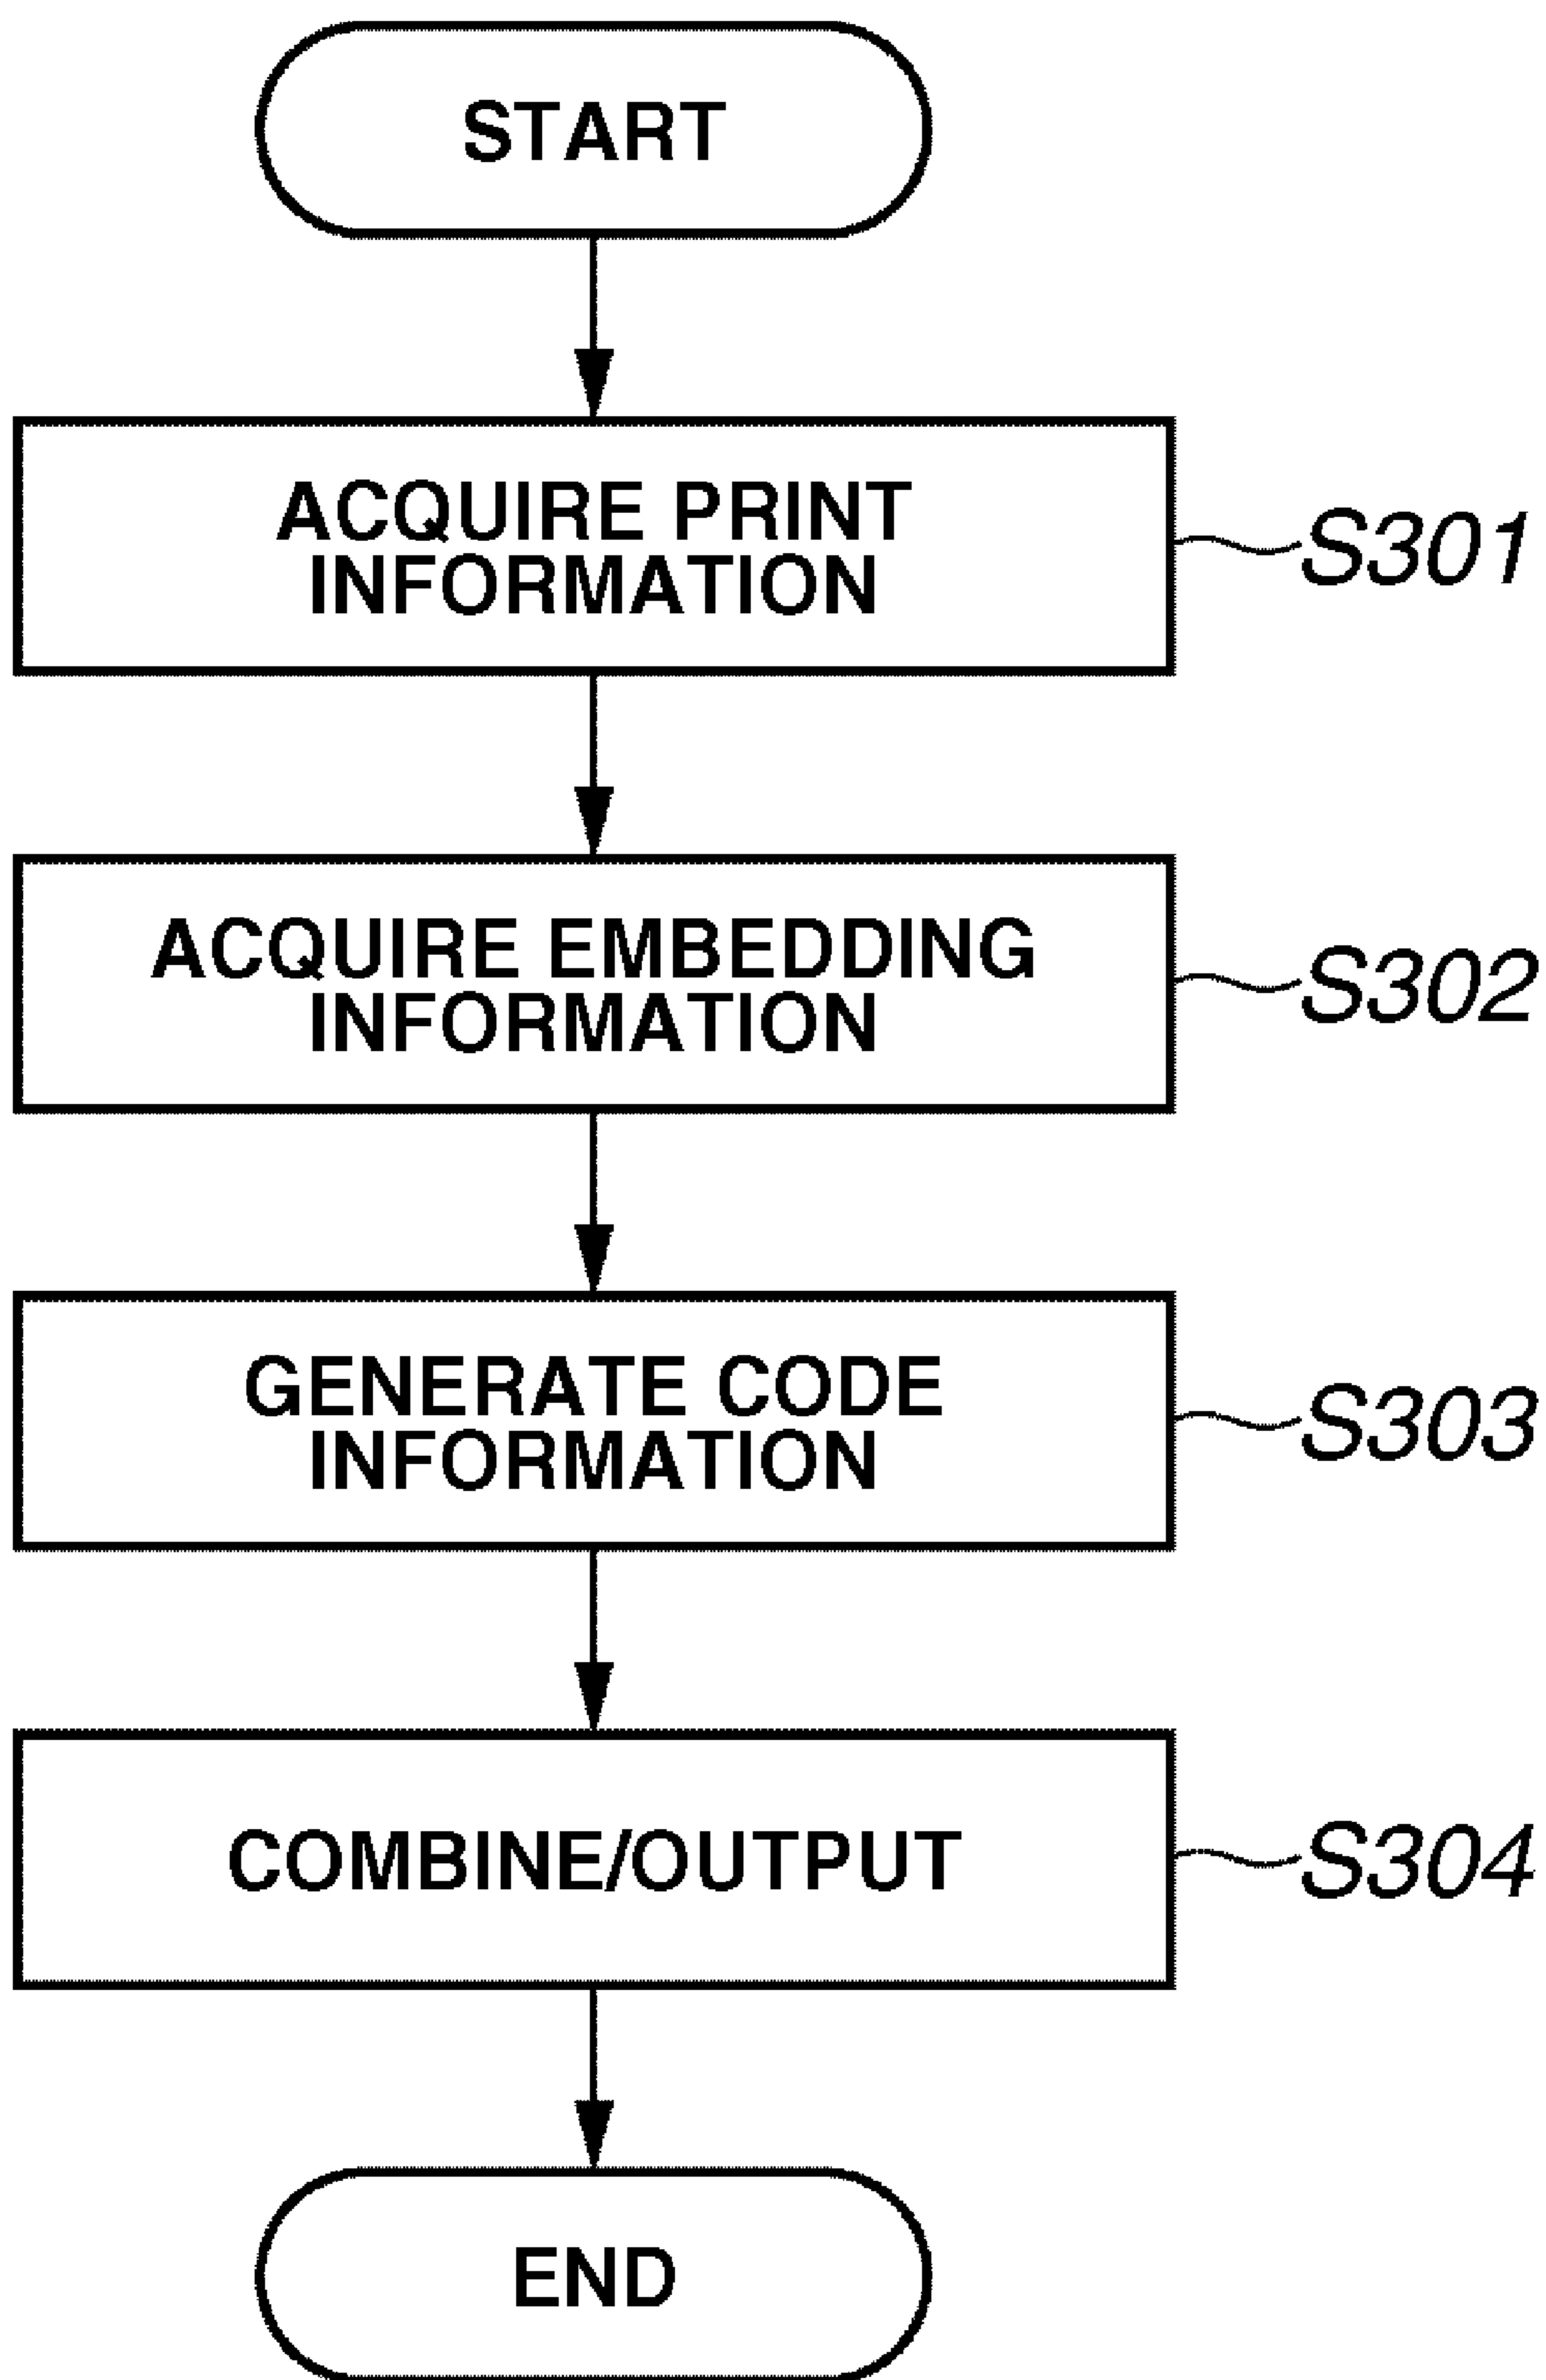 START
ACQUIRE PRINT
INFORMATION
S301
ACQUIRE EMBEDDING
INFORMATION
S302
GENERATE CODE
INFORMATION
S303
COMBINE/OUTPUT
S304
END